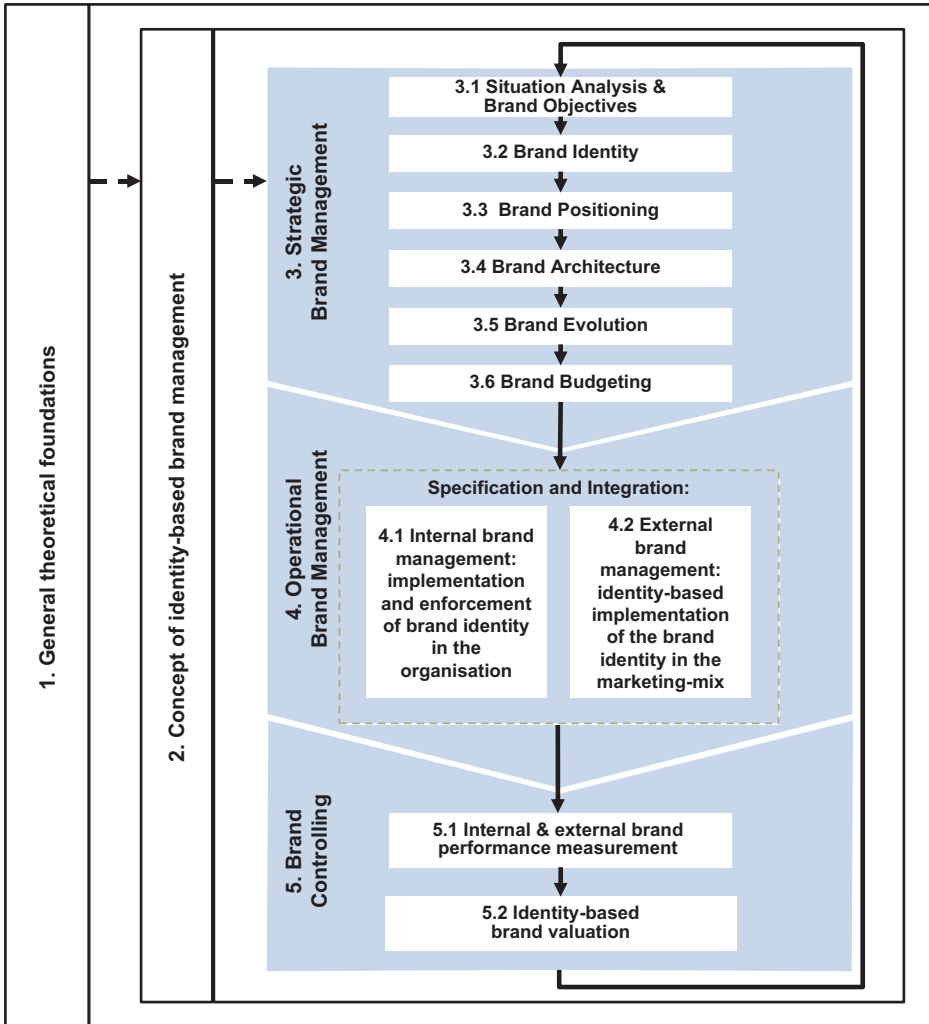 1. General theoretical foundations
2. Concept of identity-based brand management
3. Strategic
Brand Management
3.1 Situation Analysis &
Brand Objectives
3.2 Brand Identity
3.3 Brand Positioning
3.4 Brand Architecture
3.5 Brand Evolution
3.6 Brand Budgeting
4. Operational
Brand Management
Specification and Integration:
4.1 Internal brand
management:
implementation
and enforcement
of brand identity
in the
organisation
4.2 External
brand
management:
identity-based
implementation
of the brand
identity in the
marketing-mix
5. Brand
Controlling
5.1 Internal & external brand
performance measurement
5.2 Identity-based
brand valuation